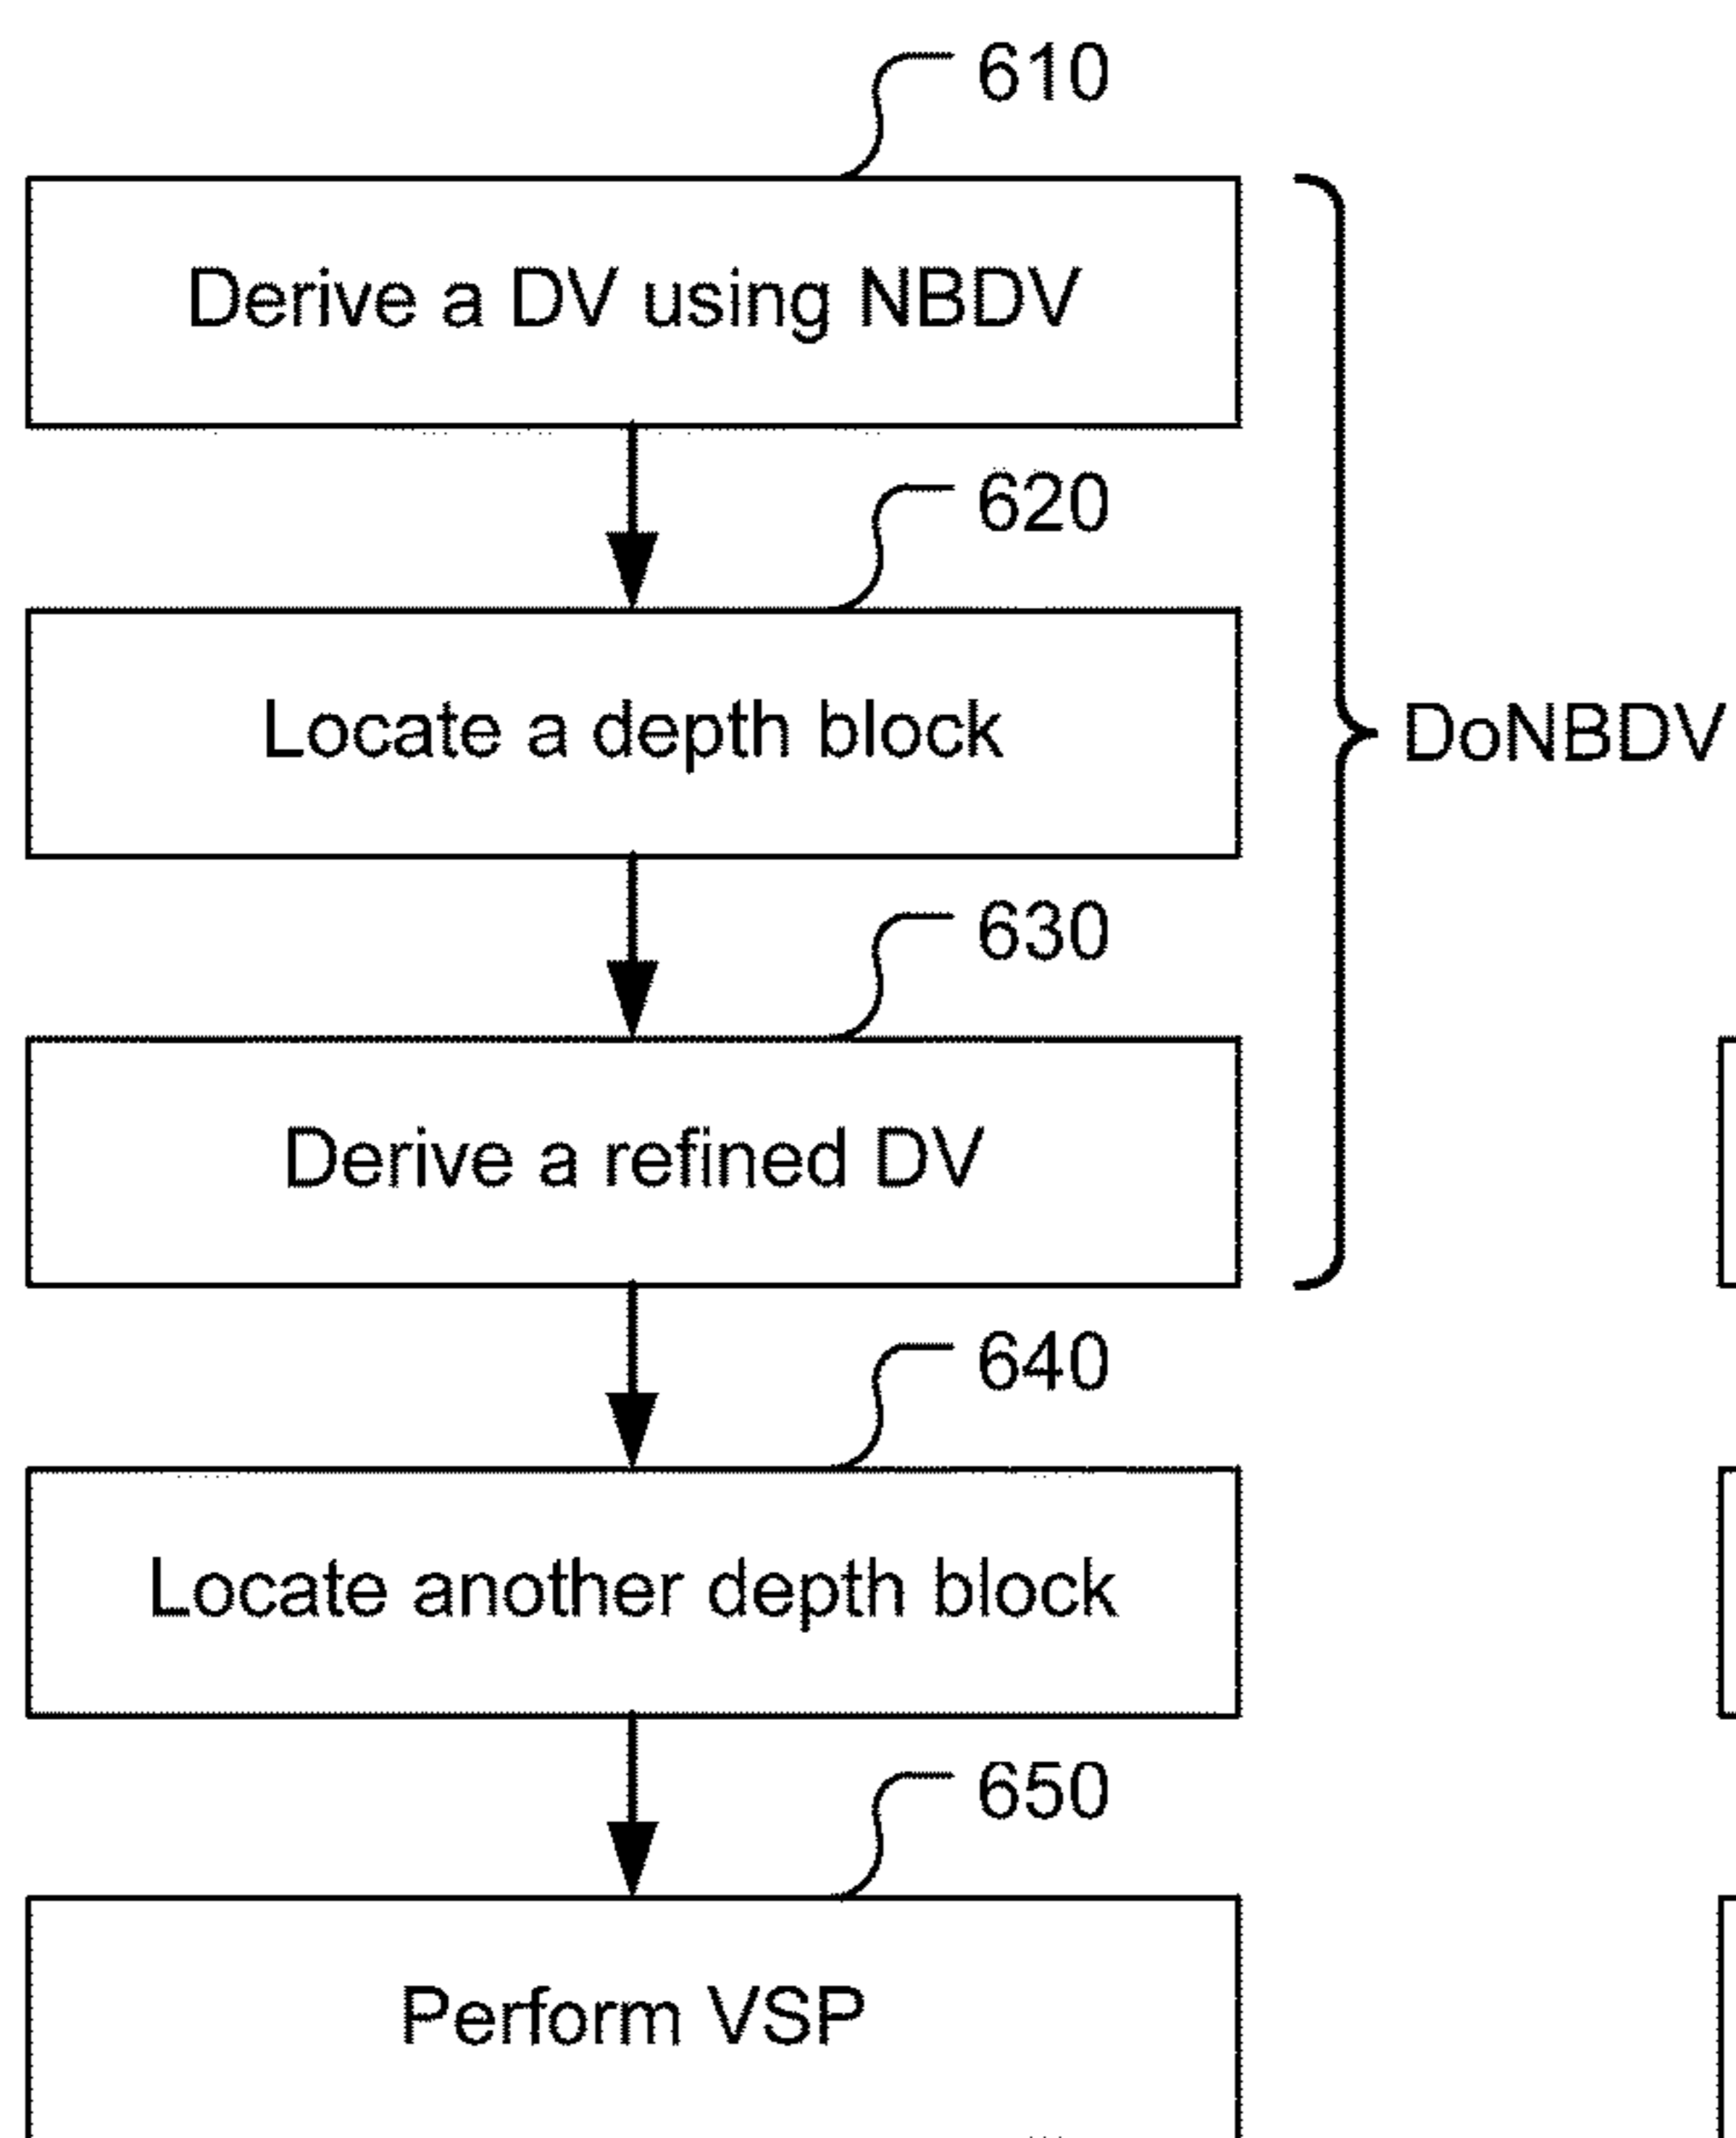 610
Derive a DV using NBDV
620
Locate a depth block
DoNBDV
630
Derive a refined DV
640
Locate another depth block
650
Perform VSP